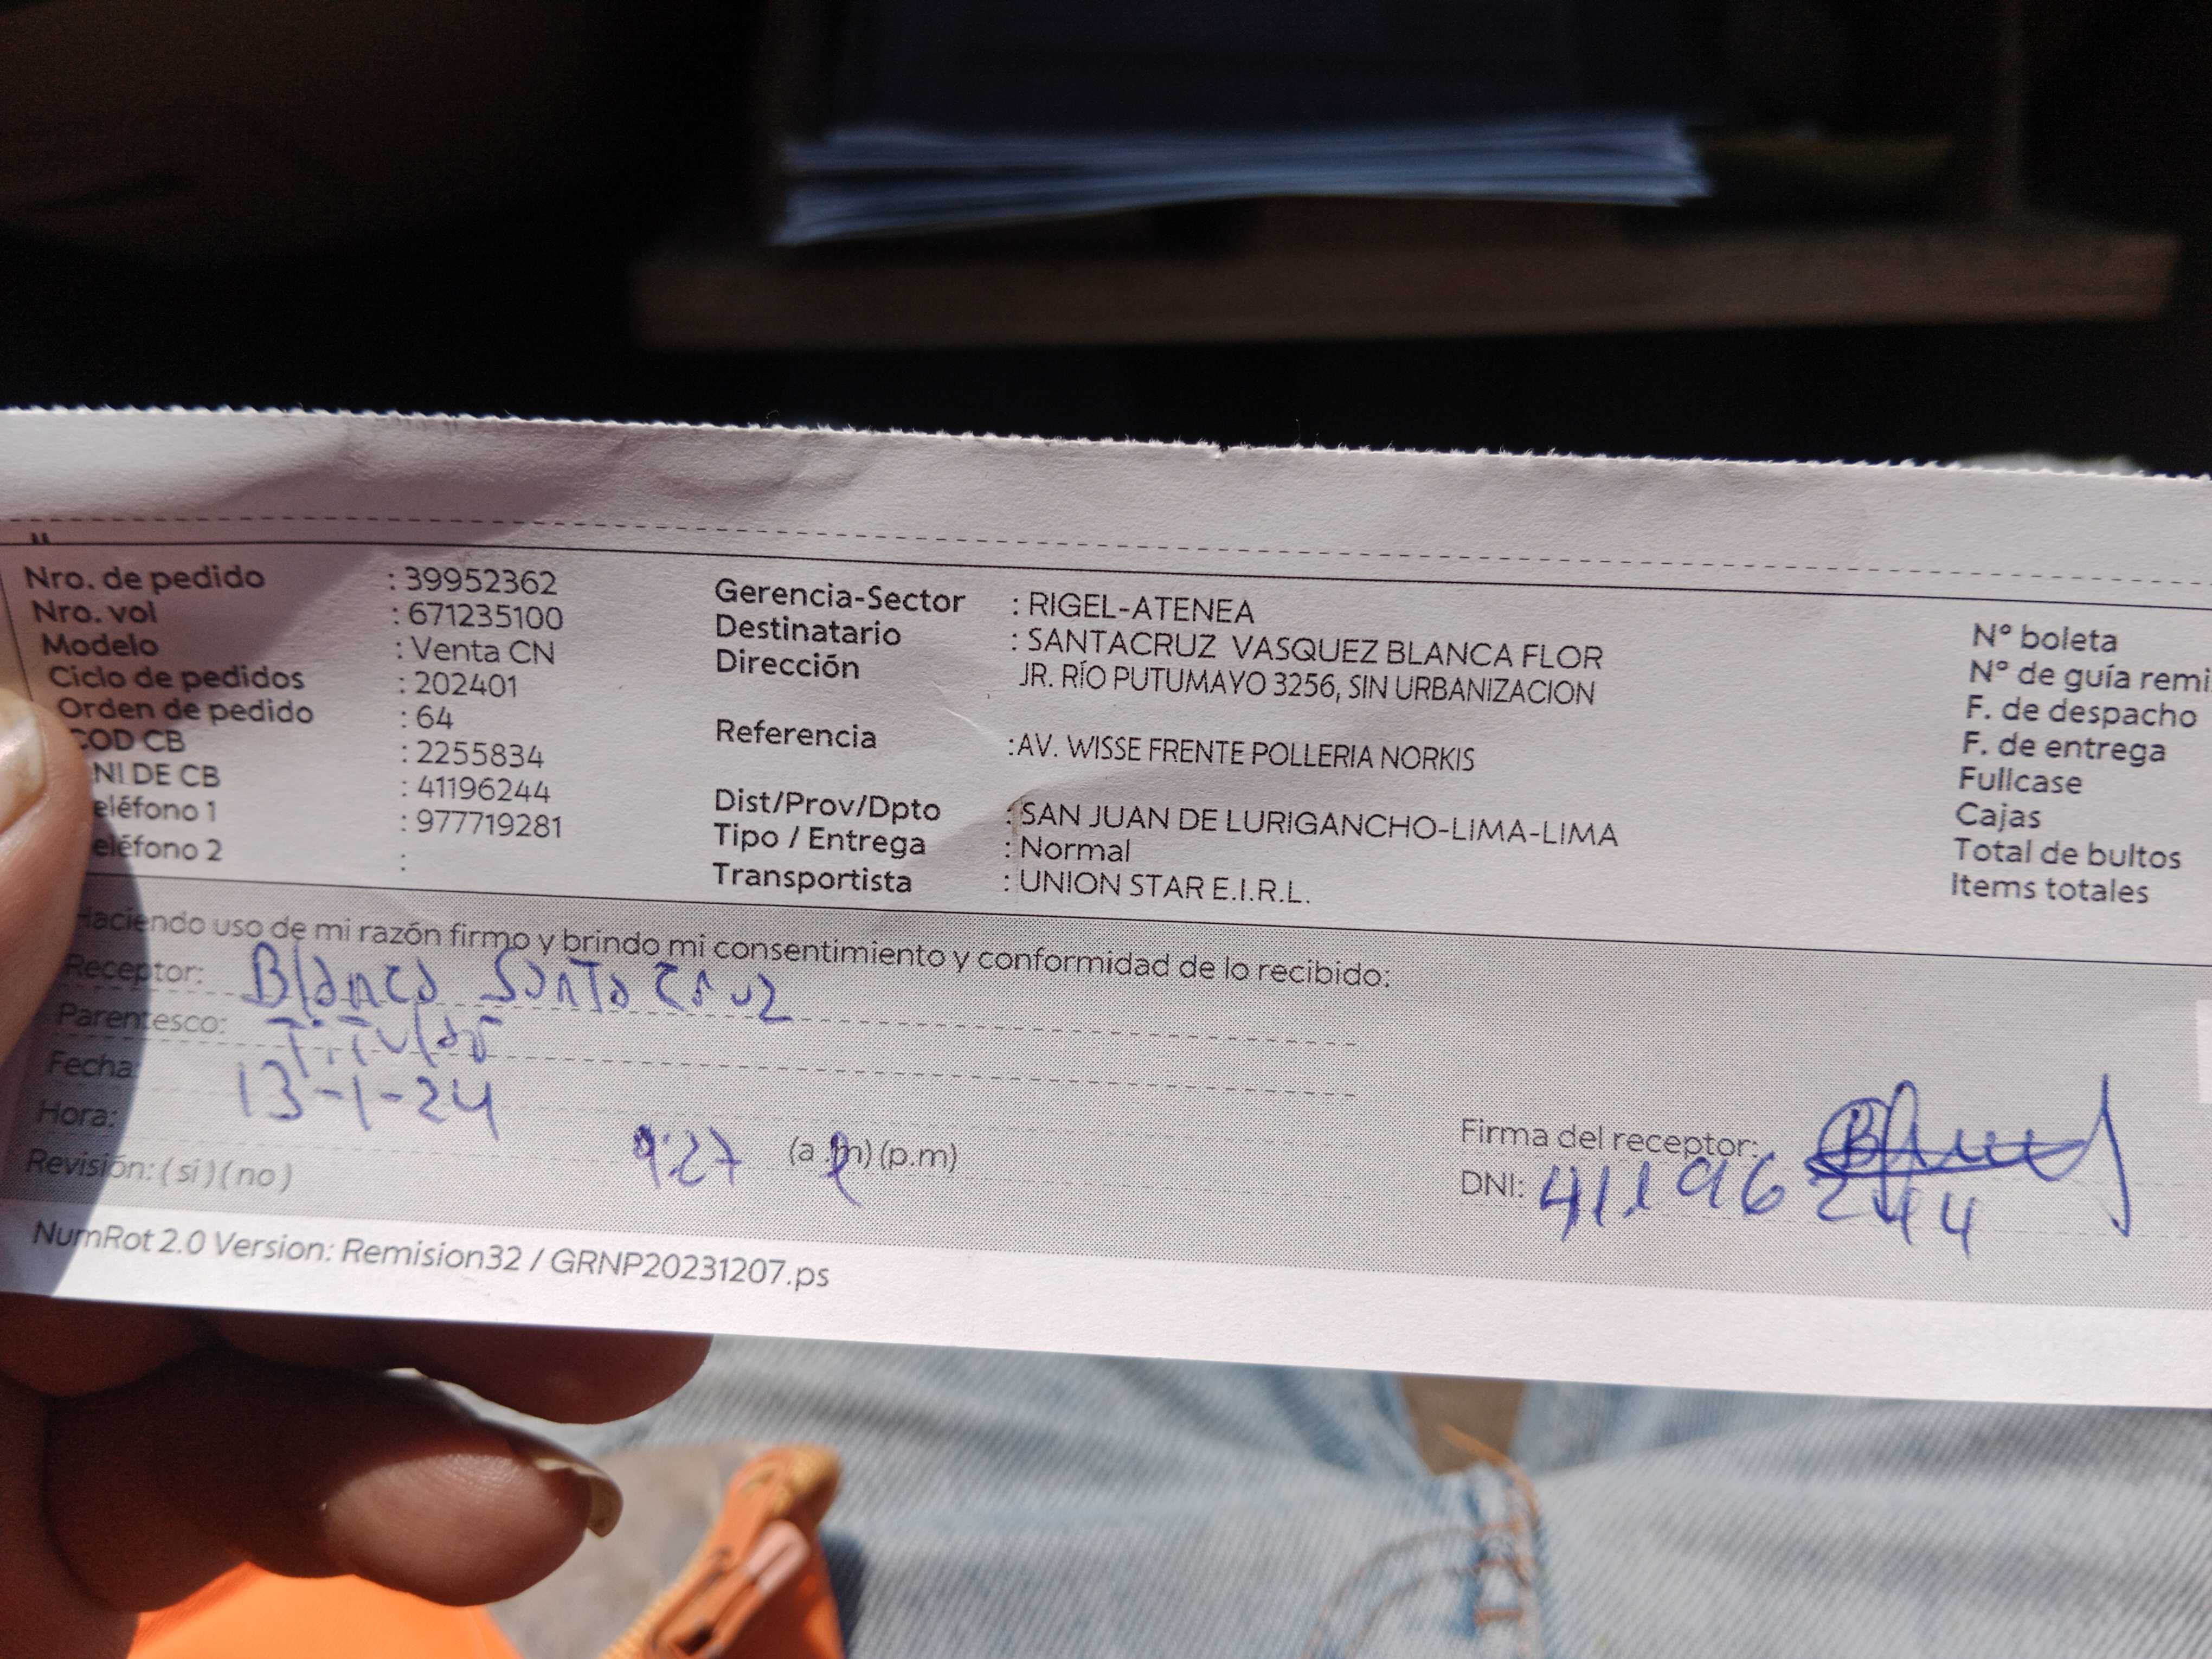 Nro. de pedido : 39952362
Nro. vol : 671235100
Modelo : Venta CN
Ciclo de pedidos : 202401
Orden de pedido : 64
COD CB : 2255834
NI DE CB : 41196244
eléfono 1 : 977719281
eléfono 2 :
Gerencia-Sector : RIGEL-ATENEA
Destinatario : SANTACRUZ VASQUEZ BLANCA FLOR
Dirección JR. RÍO PUTUMAYO 3256, SIN URBANIZACION
Referencia : AV. WISSE FRENTE POLLERIA NORKIS
Dist/Prov/Dpto : SAN JUAN DE LURIGANCHO-LIMA-LIMA
Tipo / Entrega : Normal
Transportista : UNION STAR E.I.R.L.
N° boleta
N° de guía remi
F. de despacho
F. de entrega
Fullcase
Cajas
Total de bultos
Items totales
Haciendo uso de mi razón firmo y brindo mi consentimiento y conformidad de lo recibido:
Receptor: Blanca Santa Cruz
Parentesco: Titular
Fecha: 13-1-24
Hora: 9:27 (a.m) (p.m)
Revisión: (si) (no)
Firma del receptor:
DNI: 41196244
NumRot 2.0 Version: Remision32 / GRNP20231207.ps